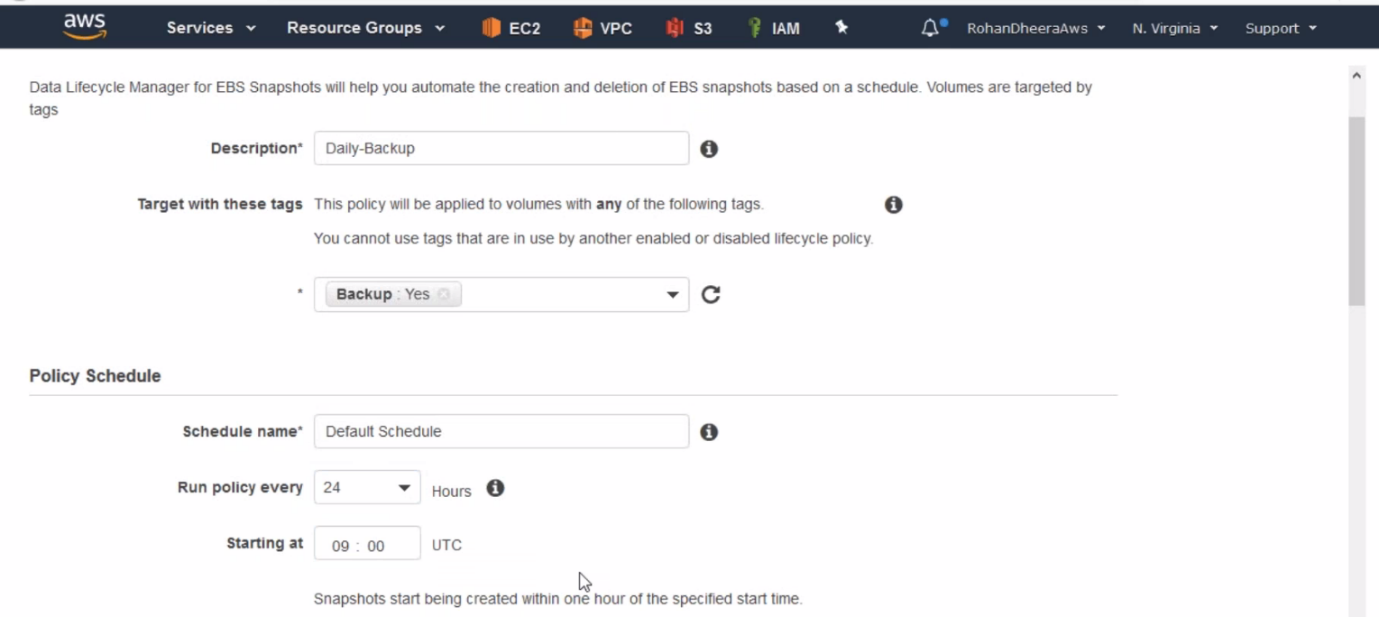 aws Services Resource Groups EC2 VPC S3 IAM RohanDheeraAws N. Virginia Support
Data Lifecycle Manager for EBS Snapshots will help you automate the creation and deletion of EBS snapshots based on a schedule. Volumes are targeted by
tags
Description* Daily-Backup
Target with these tags This policy will be applied to volumes with any of the following tags.
You cannot use tags that are in use by another enabled or disabled lifecycle policy.
* Backup : Yes
Policy Schedule
Schedule name* Default Schedule
Run policy every 24 Hours
Starting at 09 : 00 UTC
Snapshots start being created within one hour of the specified start time.